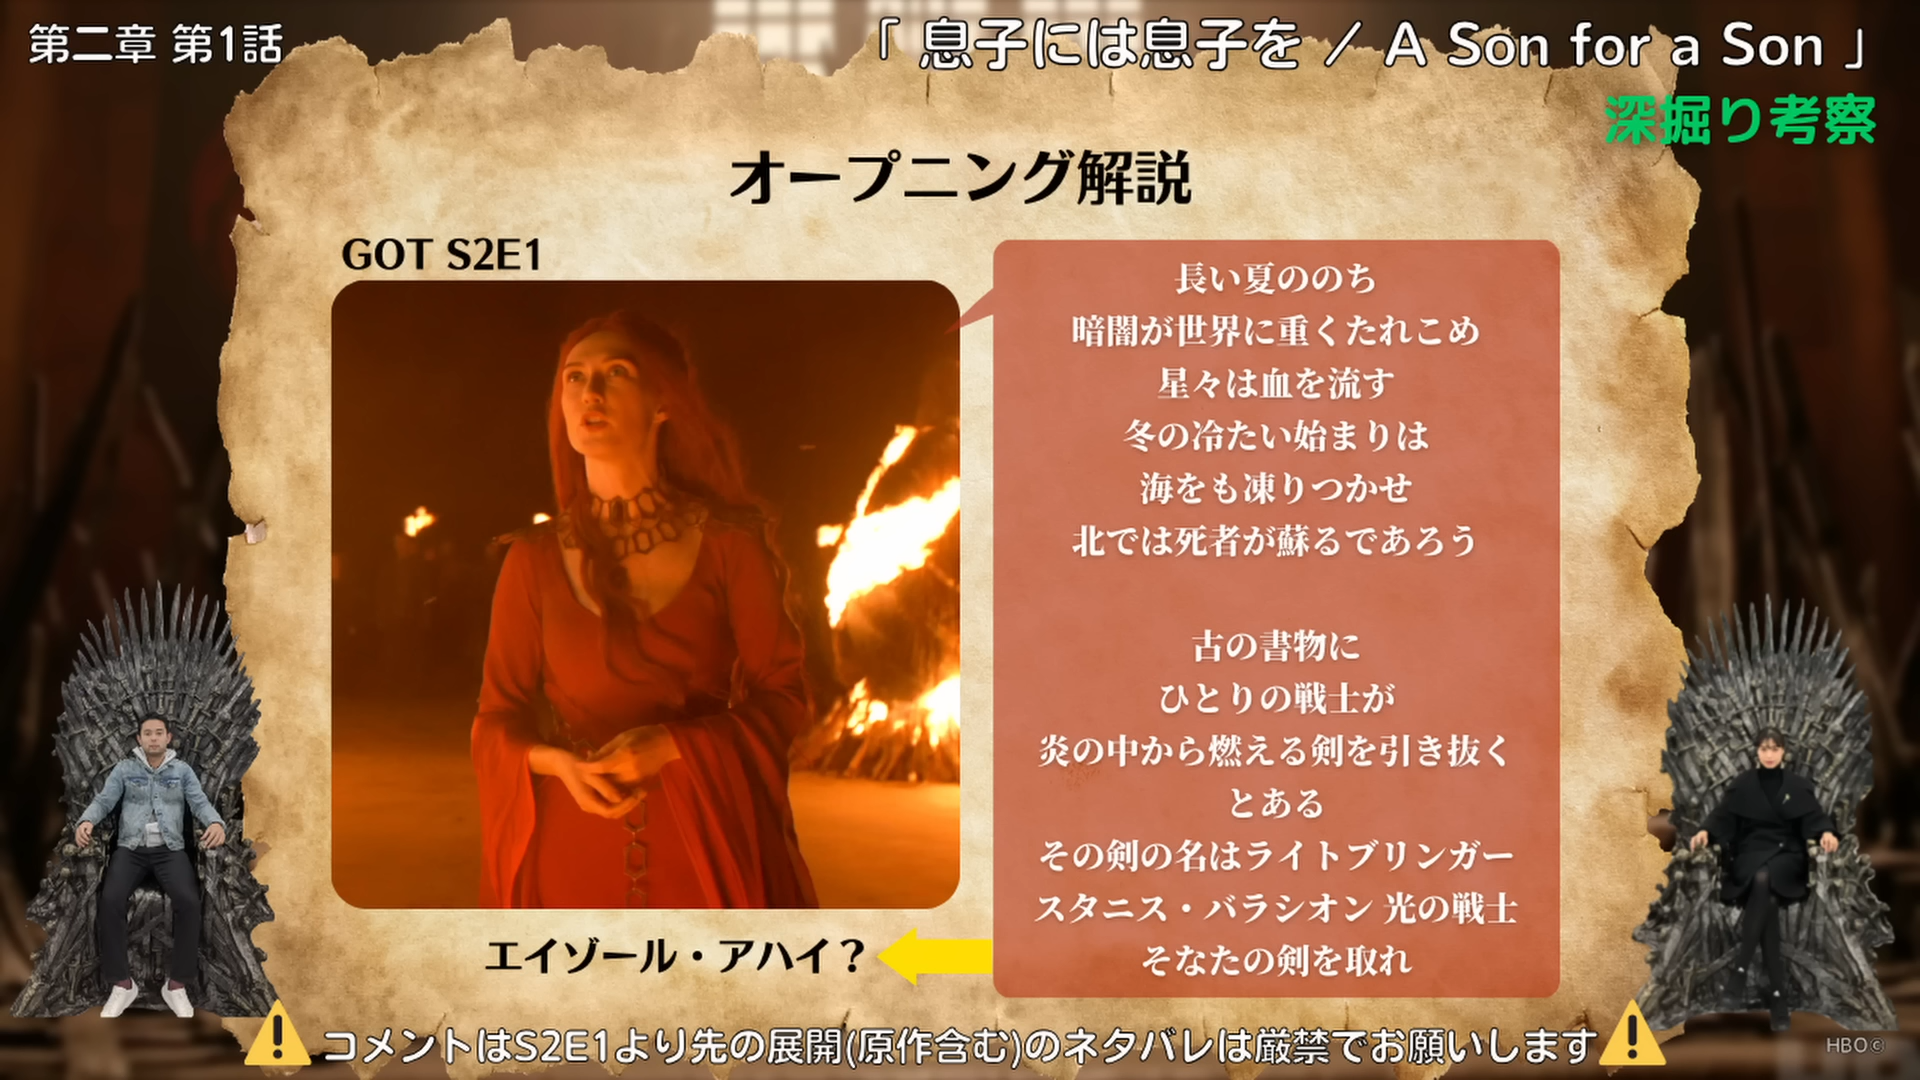 第二章 第1話
「 息子には息子を ／ A Son for a Son 」
深掘り考察
オープニング解説
GOT S2E1
長い夏ののち
暗闇が世界に重くたれこめ
星々は血を流す
冬の冷たい始まりは
海をも凍りつかせ
北では死者が蘇るであろう
古の書物に
ひとりの戦士が
炎の中から燃える剣を引き抜く
とある
その剣の名はライトブリンガー
スタニス・バラシオン 光の戦士
そなたの剣を取れ
エイゾール・アハイ？
コメントはS2E1より先の展開(原作含む)のネタバレは厳禁でお願いします
HBO©